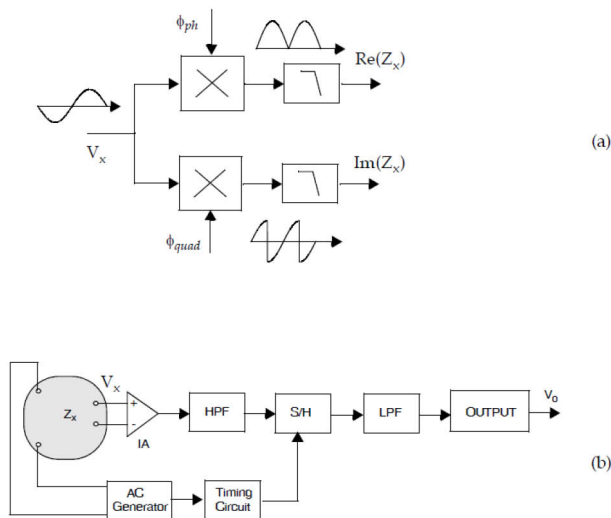 ϕph
Re(Zx)
Vx
(a)
Im(Zx)
ϕquad
Vx
Zx
+
-
IA
HPF
S/H
LPF
OUTPUT
Vo
(b)
AC
Generator
Timing
Circuit